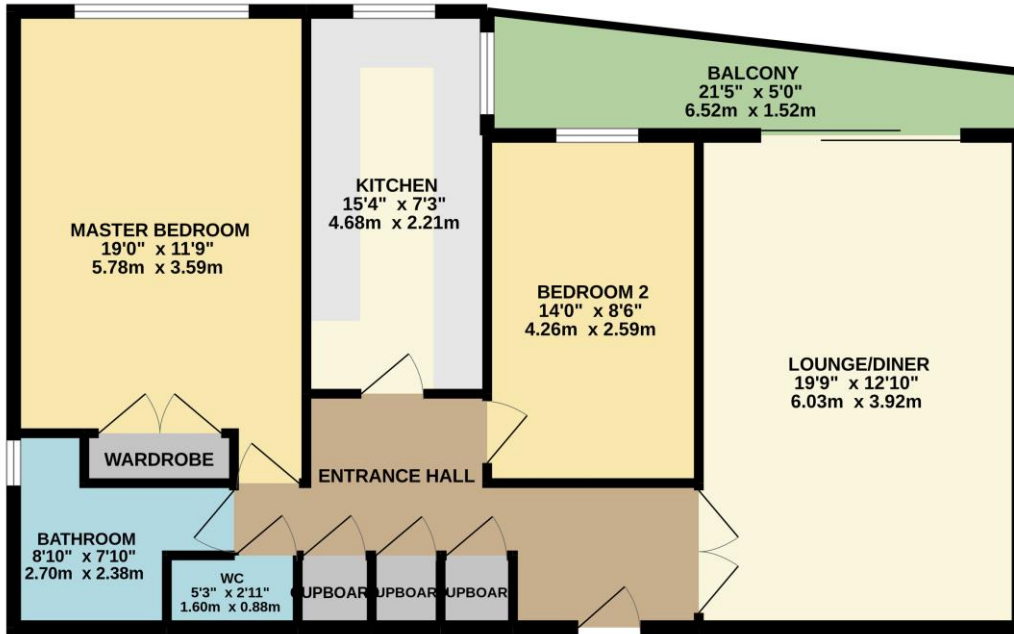 BALCONY
21'5" x 5'0"
6.52m x 1.52m
KITCHEN
15'4" x 7'3"
4.68m x 2.21m
MASTER BEDROOM
19'0" x 11'9"
5.78m x 3.59m
BEDROOM 2
14'0" x 8'6"
4.26m x 2.59m
LOUNGE/DINER
19'9" x 12'10"
6.03m x 3.92m
WARDROBE
ENTRANCE HALL
BATHROOM
8'10" x 7'10"
2.70m x 2.38m
WC
5'3" x 2'11"
1.60m x 0.88m
CUPBOAR
UPBOAR
UPBOAR